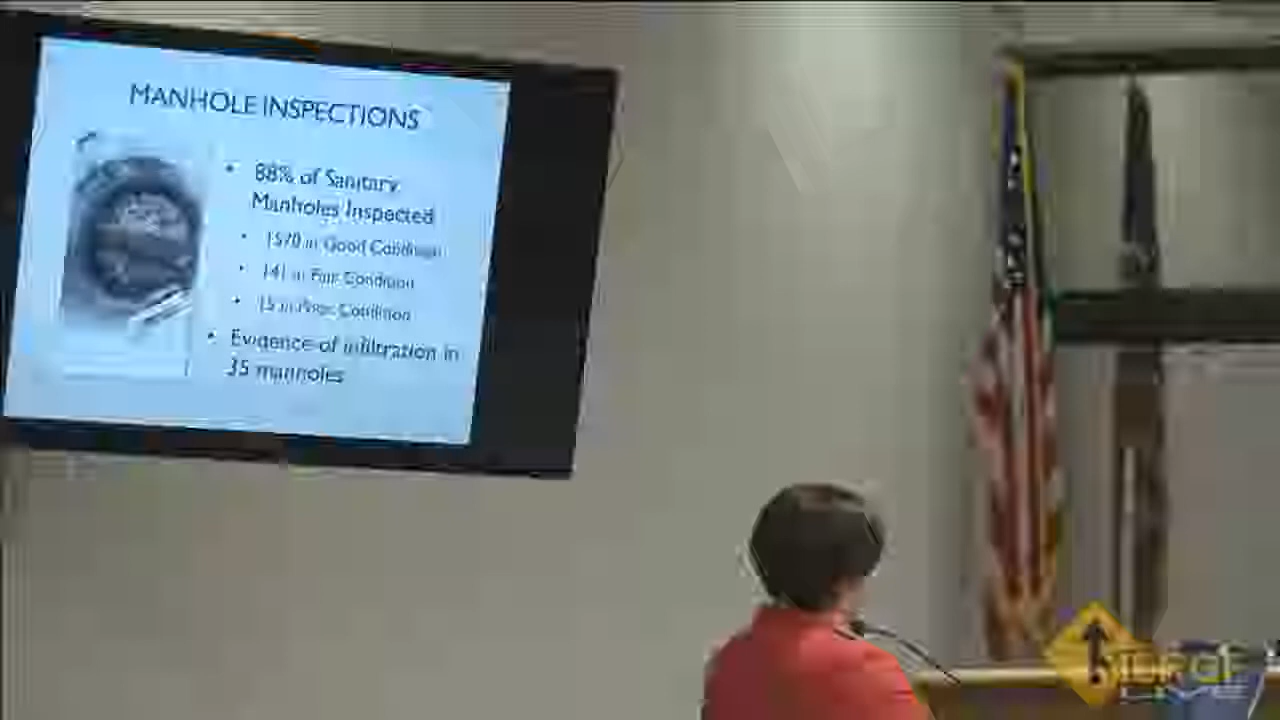 MANHOLE INSPECTIONS
• 88% of Sanitary
Manholes Inspected
• 1570 in Good Condition
• 141 in Fair Condition
• 15 in Poor Condition
• Evidence of infiltration in
35 manholes
LIVE